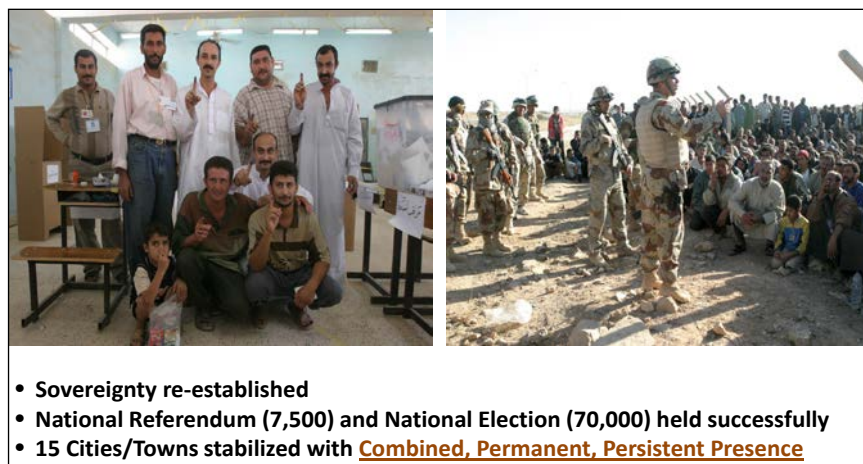 • Sovereignty re-established
• National Referendum (7,500) and National Election (70,000) held successfully
• 15 Cities/Towns stabilized with Combined, Permanent, Persistent Presence